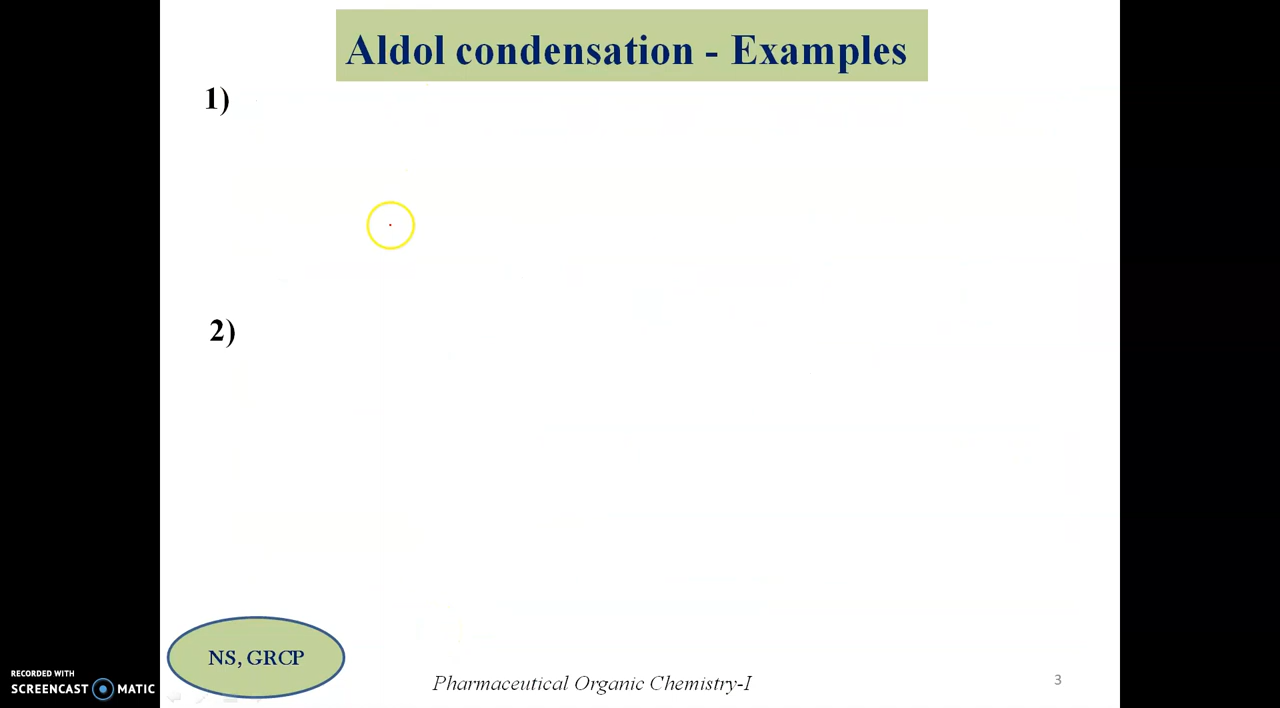 Aldol condensation - Examples
1)
2)
NS, GRCP
Pharmaceutical Organic Chemistry-I
3
RECORDED WITH
SCREENCAST MATIC